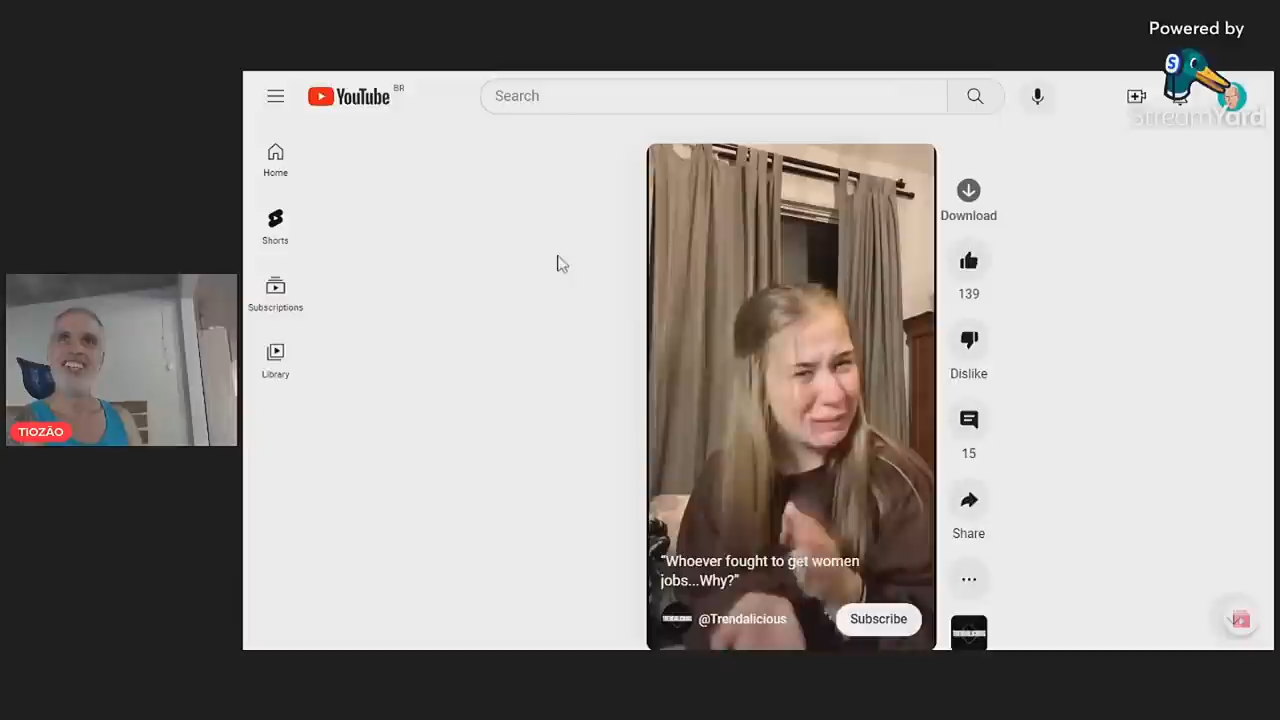 Powered by
StreamYard
YouTube BR
Search
Home
Shorts
Subscriptions
Library
Download
139
Dislike
15
Share
TIOZÃO
"Whoever fought to get women
jobs...Why?"
@Trendalicious
Subscribe